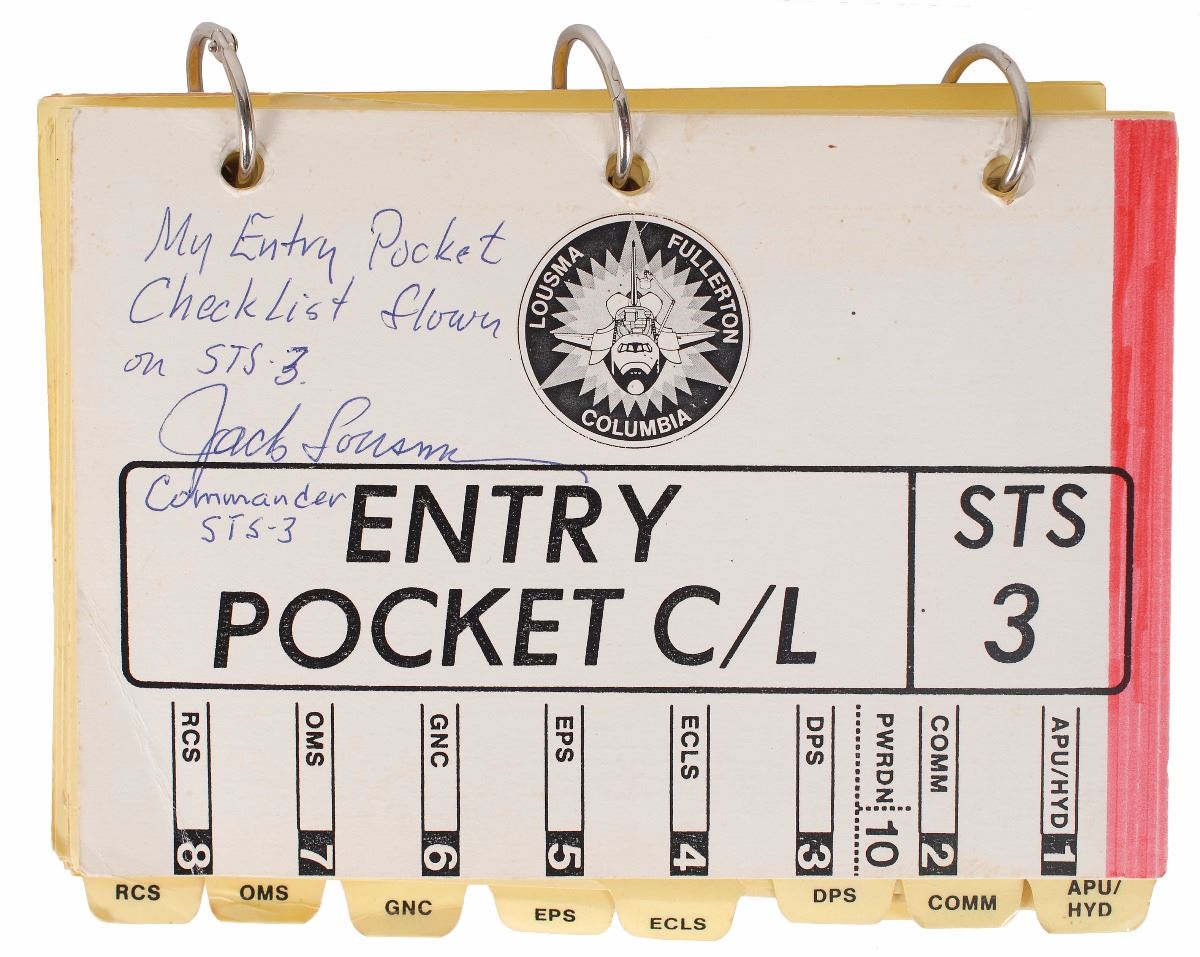 My Entry Pocket
CheckList flown
on STS-3.
Jack Lousma
Commander
STS-3
LOUSMA
FULLERTON
COLUMBIA
ENTRY
POCKET C/L
STS
3
RCS 8
OMS 7
GNC 6
EPS 5
ECLS 4
DPS 3
PWRDN 10
COMM 2
APU/HYD 1
RCS
OMS
GNC
EPS
ECLS
DPS
COMM
APU/
HYD